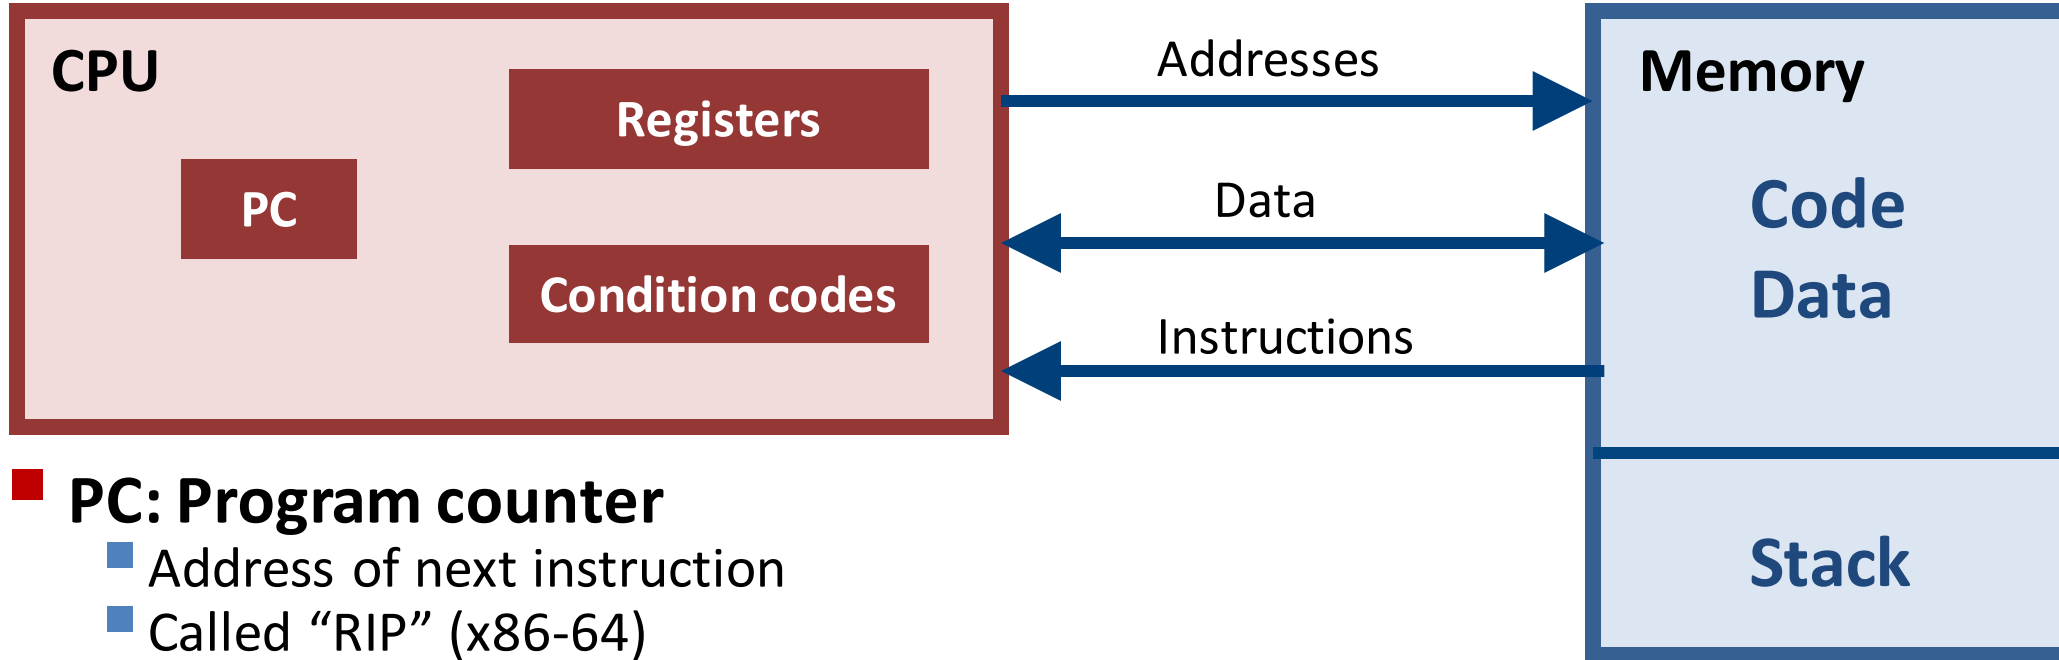 CPU
Registers
PC
Condition codes
Addresses
Data
Instructions
Memory
Code
Data
Stack
PC: Program counter
Address of next instruction
Called “RIP” (x86-64)